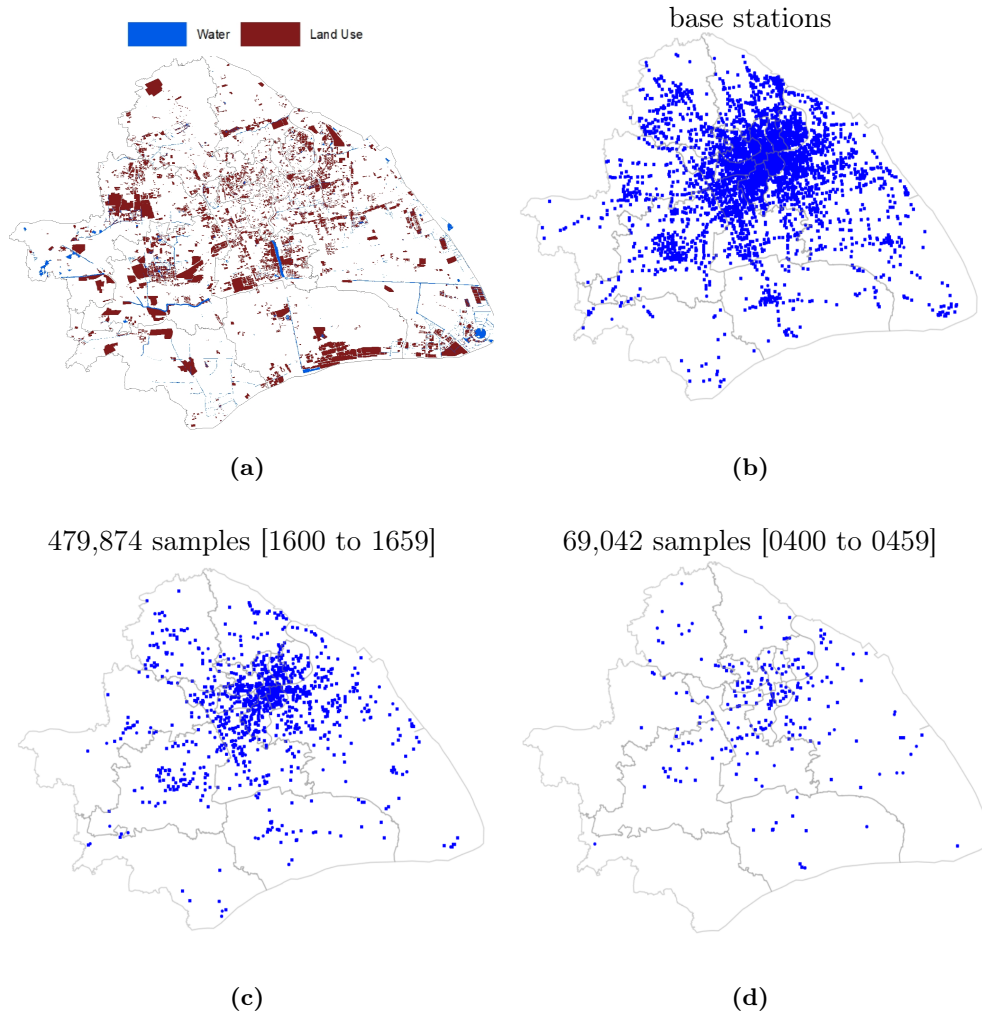 Water Land Use
base stations
(a)
(b)
479,874 samples [1600 to 1659]
69,042 samples [0400 to 0459]
(c)
(d)